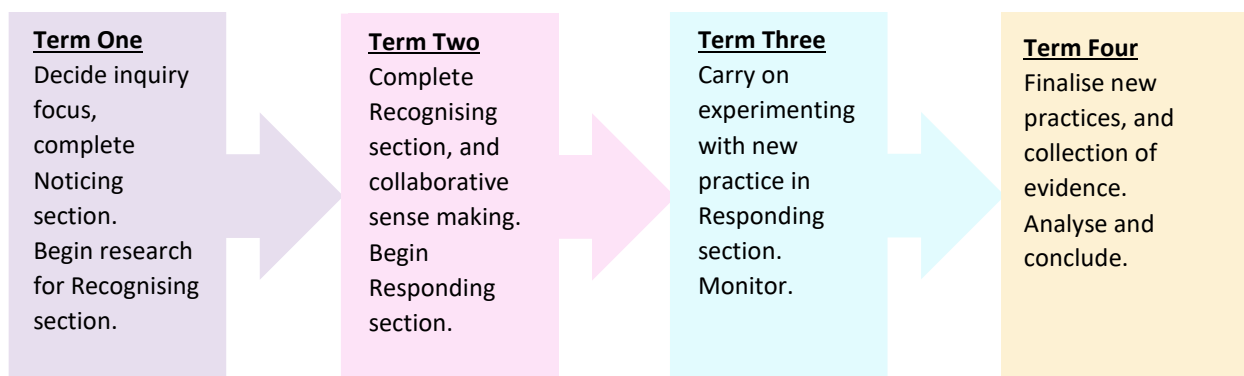 Term One
Decide inquiry
focus,
complete
Noticing
section.
Begin research
for Recognising
section.
Term Two
Complete
Recognising
section, and
collaborative
sense making.
Begin
Responding
section.
Term Three
Carry on
experimenting
with new
practice in
Responding
section.
Monitor.
Term Four
Finalise new
practices, and
collection of
evidence.
Analyse and
conclude.